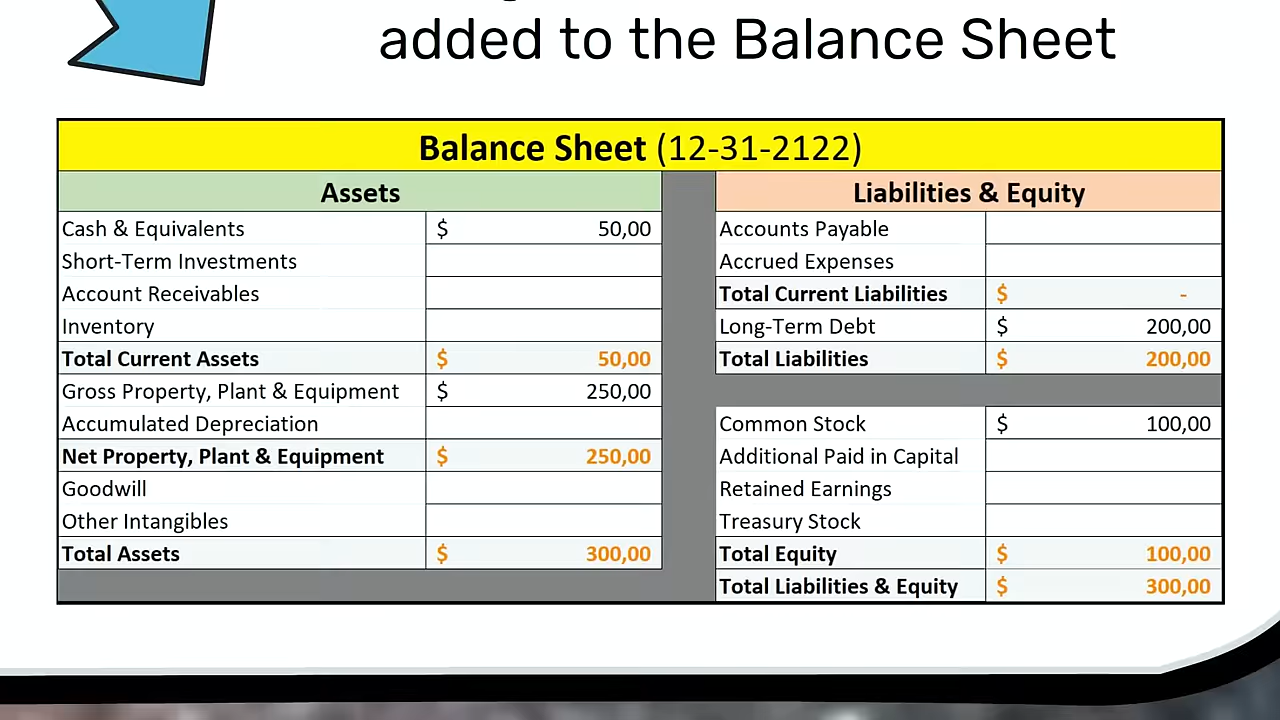 added to the Balance Sheet
Balance Sheet (12-31-2122)
Assets
Cash & Equivalents $ 50,00
Short-Term Investments
Account Receivables
Inventory
Total Current Assets $ 50,00
Gross Property, Plant & Equipment $ 250,00
Accumulated Depreciation
Net Property, Plant & Equipment $ 250,00
Goodwill
Other Intangibles
Total Assets $ 300,00
Liabilities & Equity
Accounts Payable
Accrued Expenses
Total Current Liabilities $ -
Long-Term Debt $ 200,00
Total Liabilities $ 200,00
Common Stock $ 100,00
Additional Paid in Capital
Retained Earnings
Treasury Stock
Total Equity $ 100,00
Total Liabilities & Equity $ 300,00